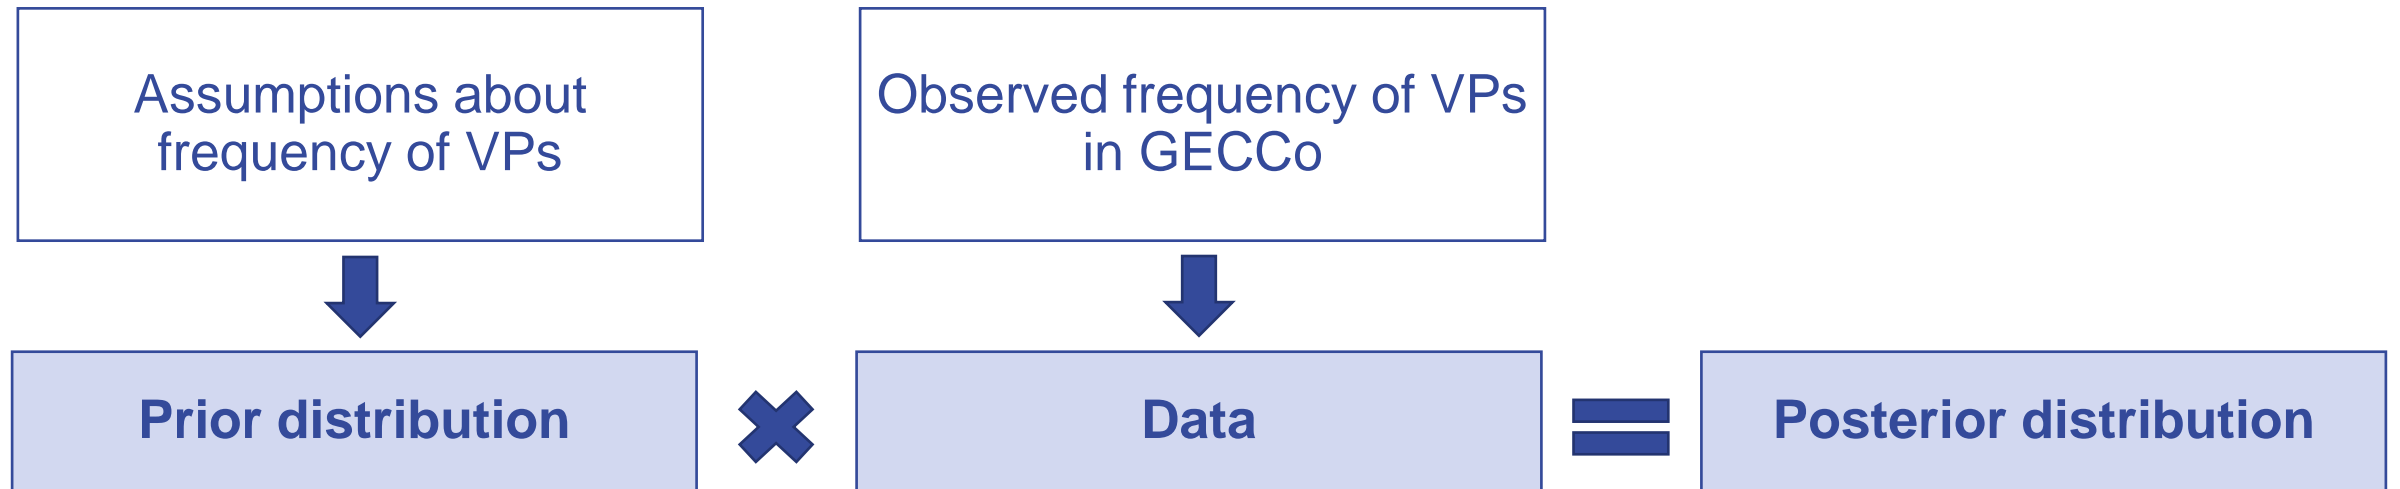 Assumptions about
frequency of VPs
Observed frequency of VPs
in GECCo
Prior distribution
Data
Posterior distribution